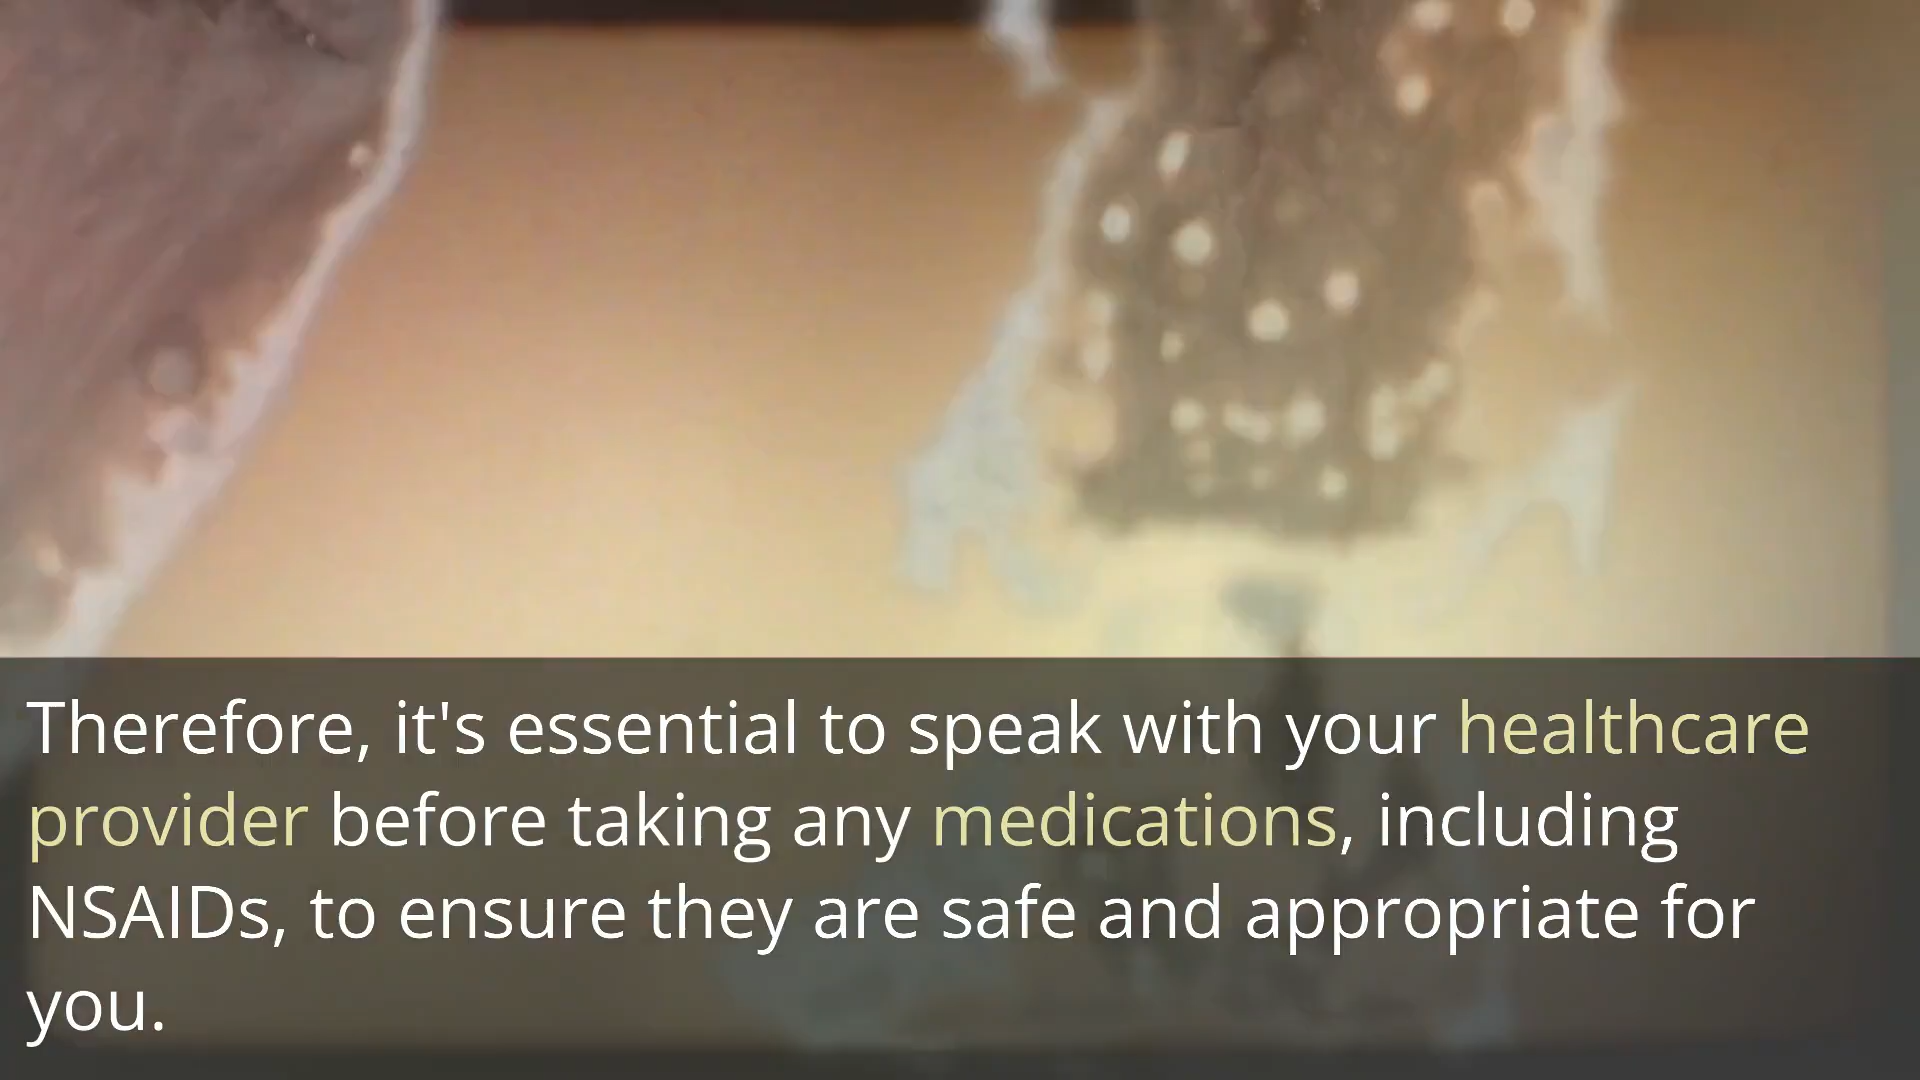 Therefore, it's essential to speak with your healthcare
provider before taking any medications, including
NSAIDs, to ensure they are safe and appropriate for
you.